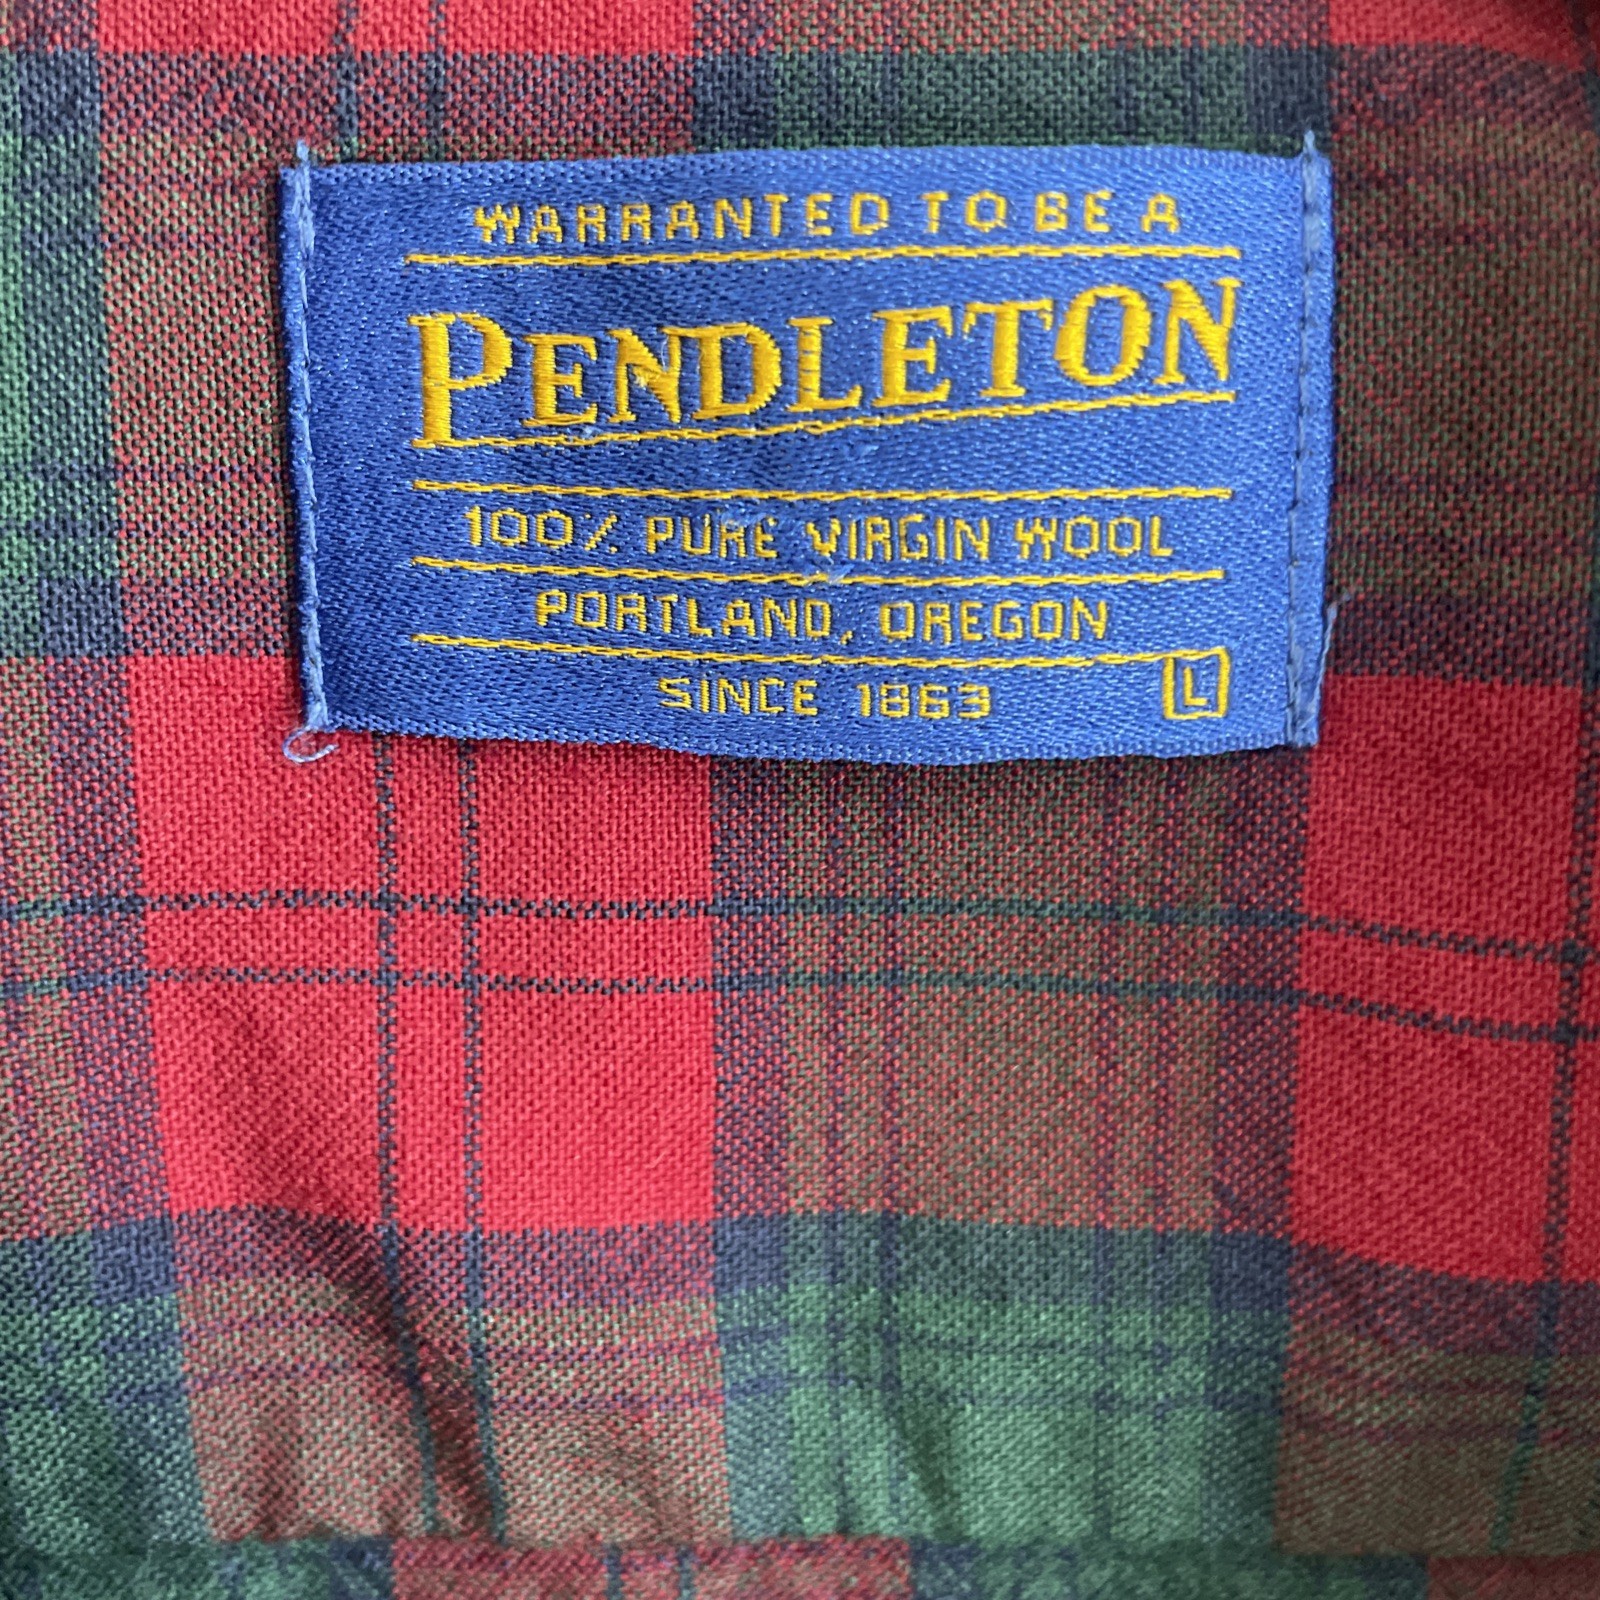 WARRANTED TO BE A
PENDLETON
100% PURE VIRGIN WOOL
PORTLAND, OREGON
SINCE 1863
L